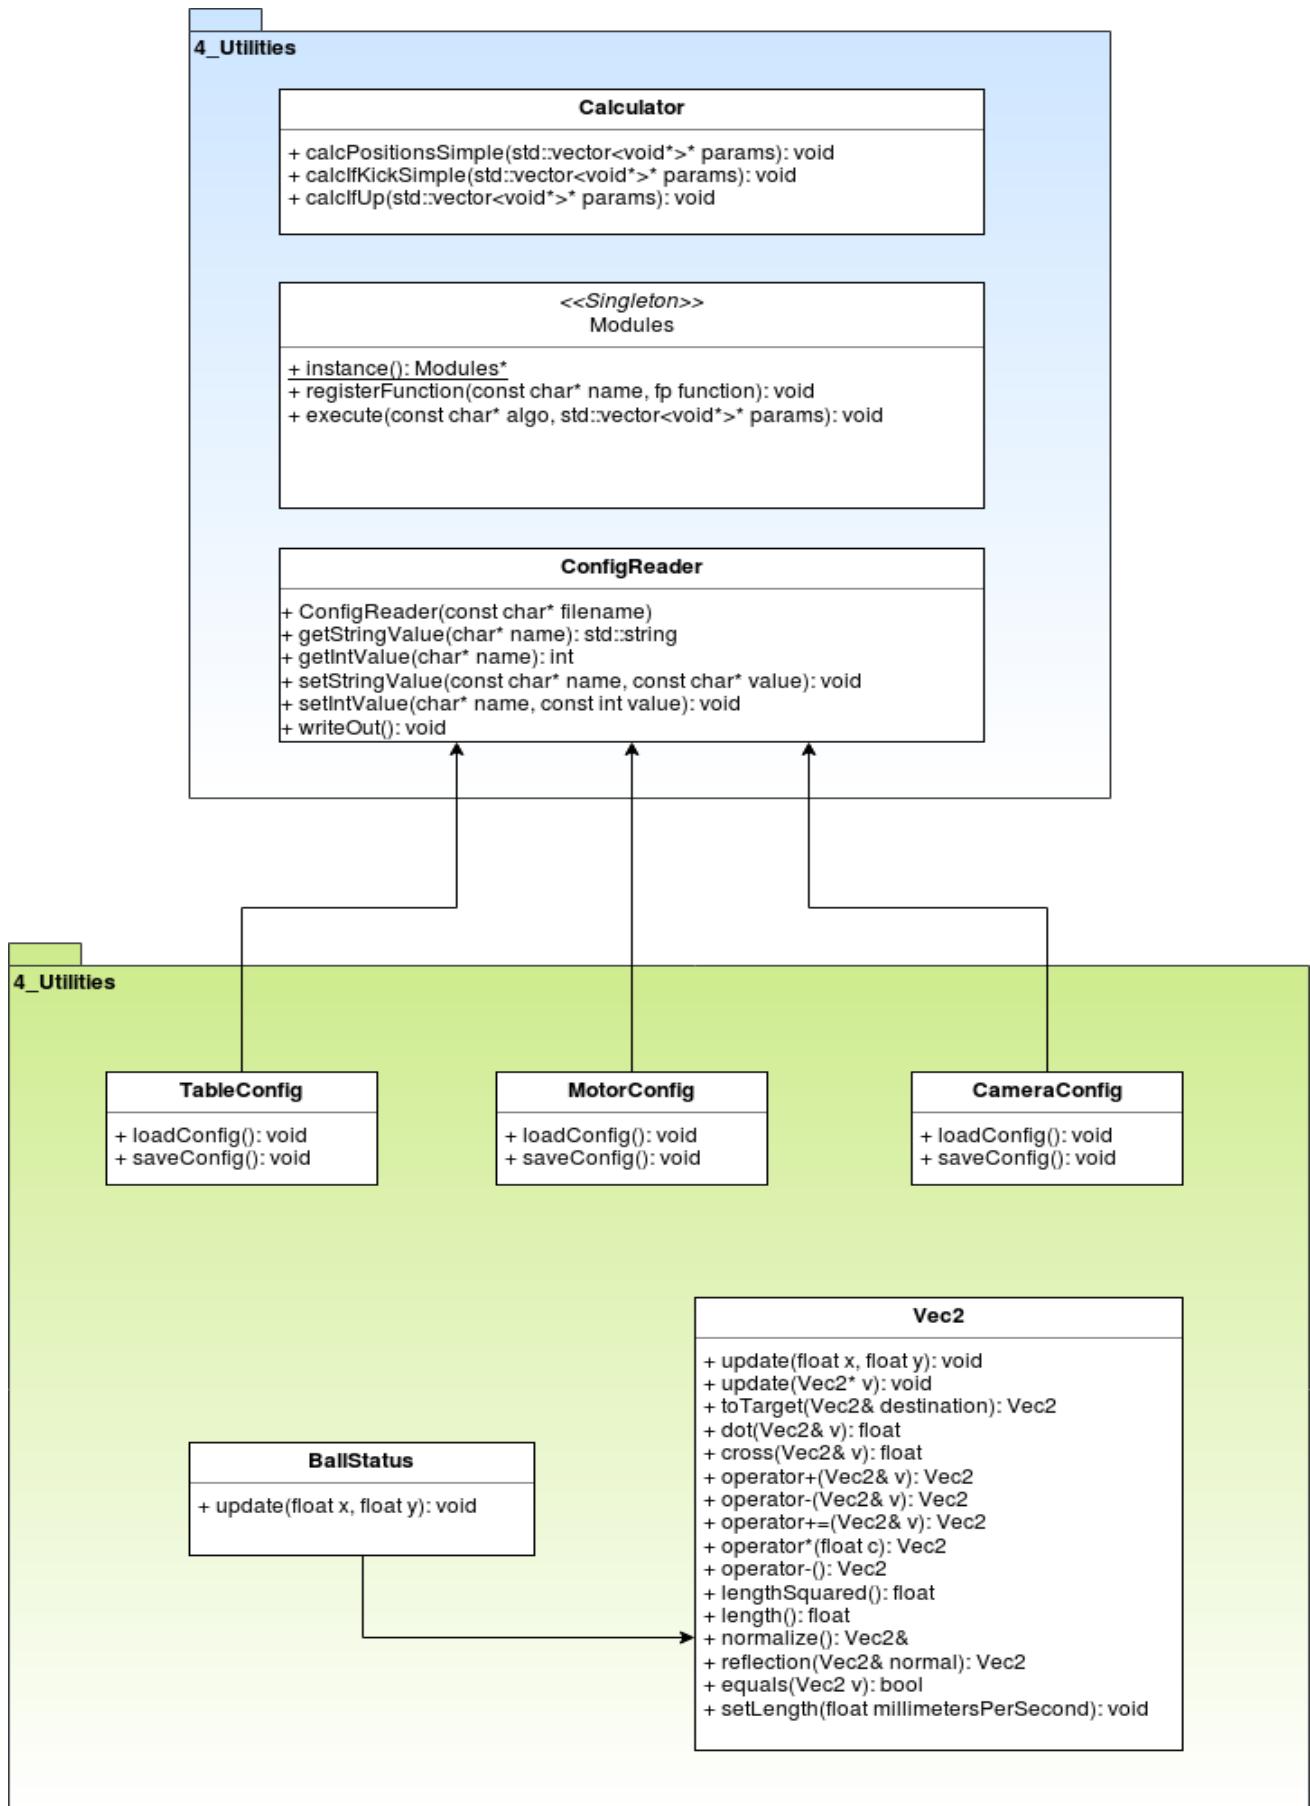 4_Utilities
Calculator
+ calcPositionsSimple(std::vector<void*>* params): void
+ calcIfKickSimple(std::vector<void*>* params): void
+ calcIfUp(std::vector<void*>* params): void
<<Singleton>>
Modules
+ instance(): Modules*
+ registerFunction(const char* name, fp function): void
+ execute(const char* algo, std::vector<void*>* params): void
ConfigReader
+ ConfigReader(const char* filename)
+ getStringValue(char* name): std::string
+ getIntValue(char* name): int
+ setStringValue(const char* name, const char* value): void
+ setIntValue(char* name, const int value): void
+ writeOut(): void
4_Utilities
TableConfig
+ loadConfig(): void
+ saveConfig(): void
MotorConfig
+ loadConfig(): void
+ saveConfig(): void
CameraConfig
+ loadConfig(): void
+ saveConfig(): void
BallStatus
+ update(float x, float y): void
Vec2
+ update(float x, float y): void
+ update(Vec2* v): void
+ toTarget(Vec2& destination): Vec2
+ dot(Vec2& v): float
+ cross(Vec2& v): float
+ operator+(Vec2& v): Vec2
+ operator-(Vec2& v): Vec2
+ operator+=(Vec2& v): Vec2
+ operator*(float c): Vec2
+ operator-(): Vec2
+ lengthSquared(): float
+ length(): float
+ normalize(): Vec2&
+ reflection(Vec2& normal): Vec2
+ equals(Vec2 v): bool
+ setLength(float millimetersPerSecond): void